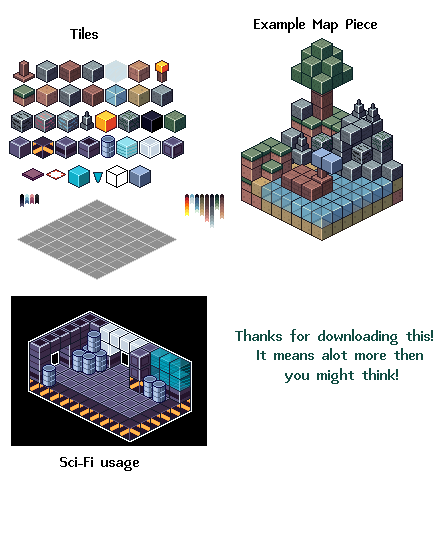 Tiles
Example Map Piece
Thanks for downloading this!
It means alot more then
you might think!
Sci-Fi usage